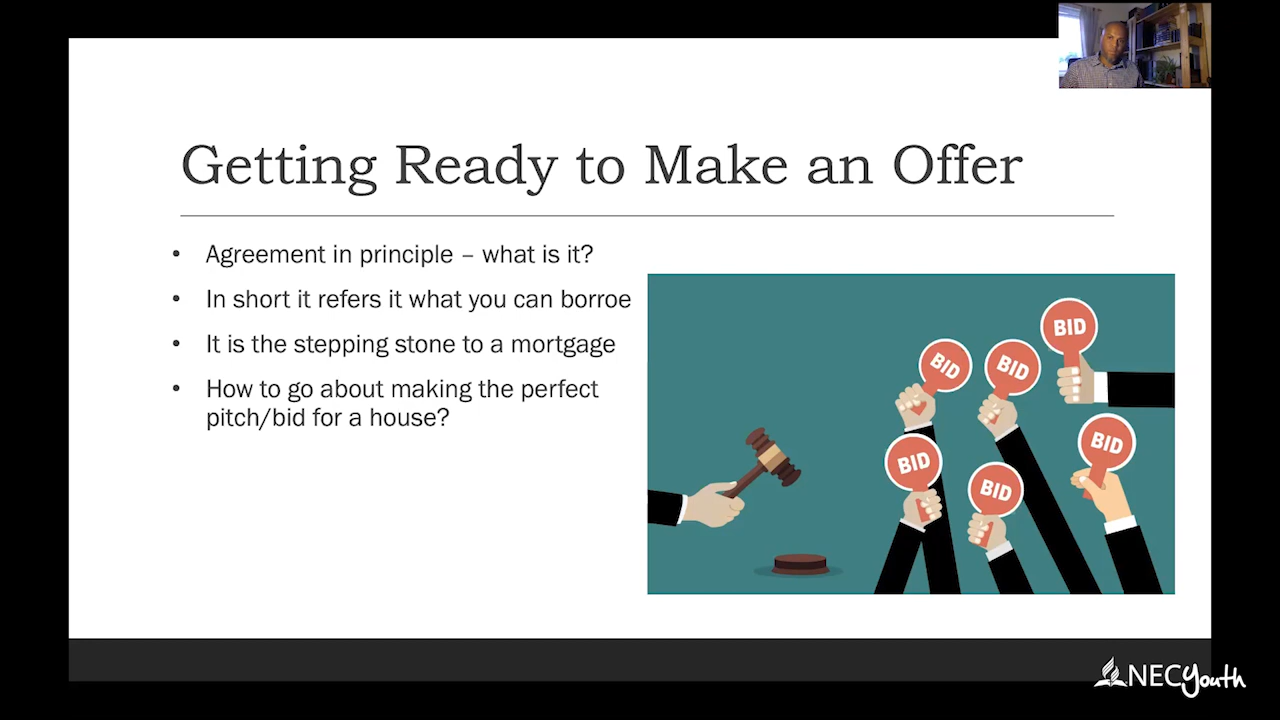 Getting Ready to Make an Offer
• Agreement in principle – what is it?
• In short it refers it what you can borroe
• It is the stepping stone to a mortgage
• How to go about making the perfect
pitch/bid for a house?
BID
BID
BID
BID
BID
BID
NECYouth